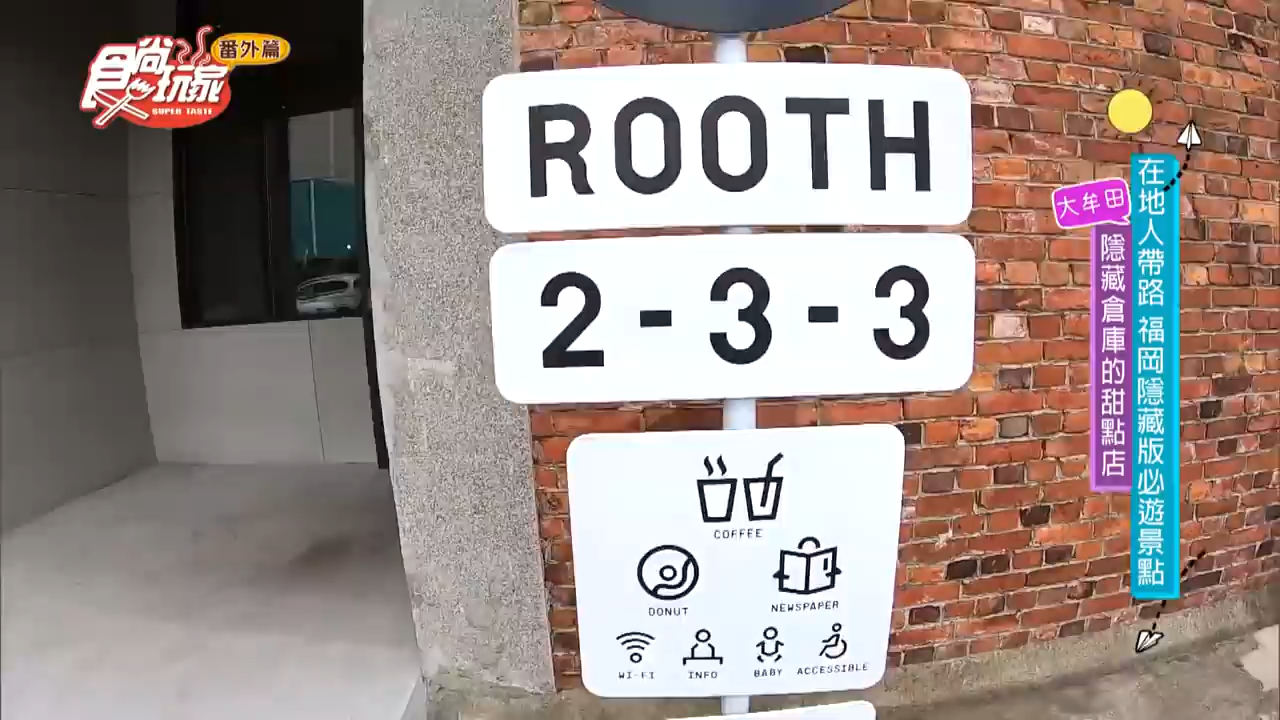 食尚玩家
番外篇
SUPER TASTE
ROOTH
2-3-3
COFFEE
DONUT
NEWSPAPER
WI-FI
INFO
BABY
ACCESSIBLE
在地人帶路 福岡隱藏版必遊景點
大牟田
隱藏倉庫的甜點店